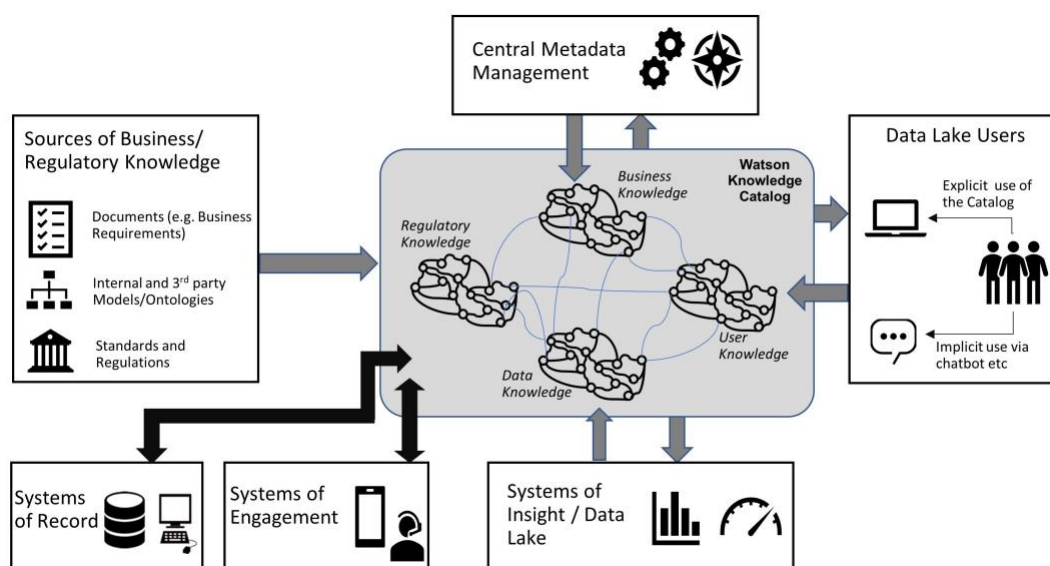 Central Metadata
Management
Sources of Business/
Regulatory Knowledge
Documents (e.g. Business
Requirements)
Internal and 3rd party
Models/Ontologies
Standards and
Regulations
Watson
Knowledge
Catalog
Business
Knowledge
Regulatory
Knowledge
User
Knowledge
Data
Knowledge
Data Lake Users
Explicit use of
the Catalog
Implicit use via
chatbot etc
Systems
of Record
Systems of
Engagement
Systems of
Insight / Data
Lake